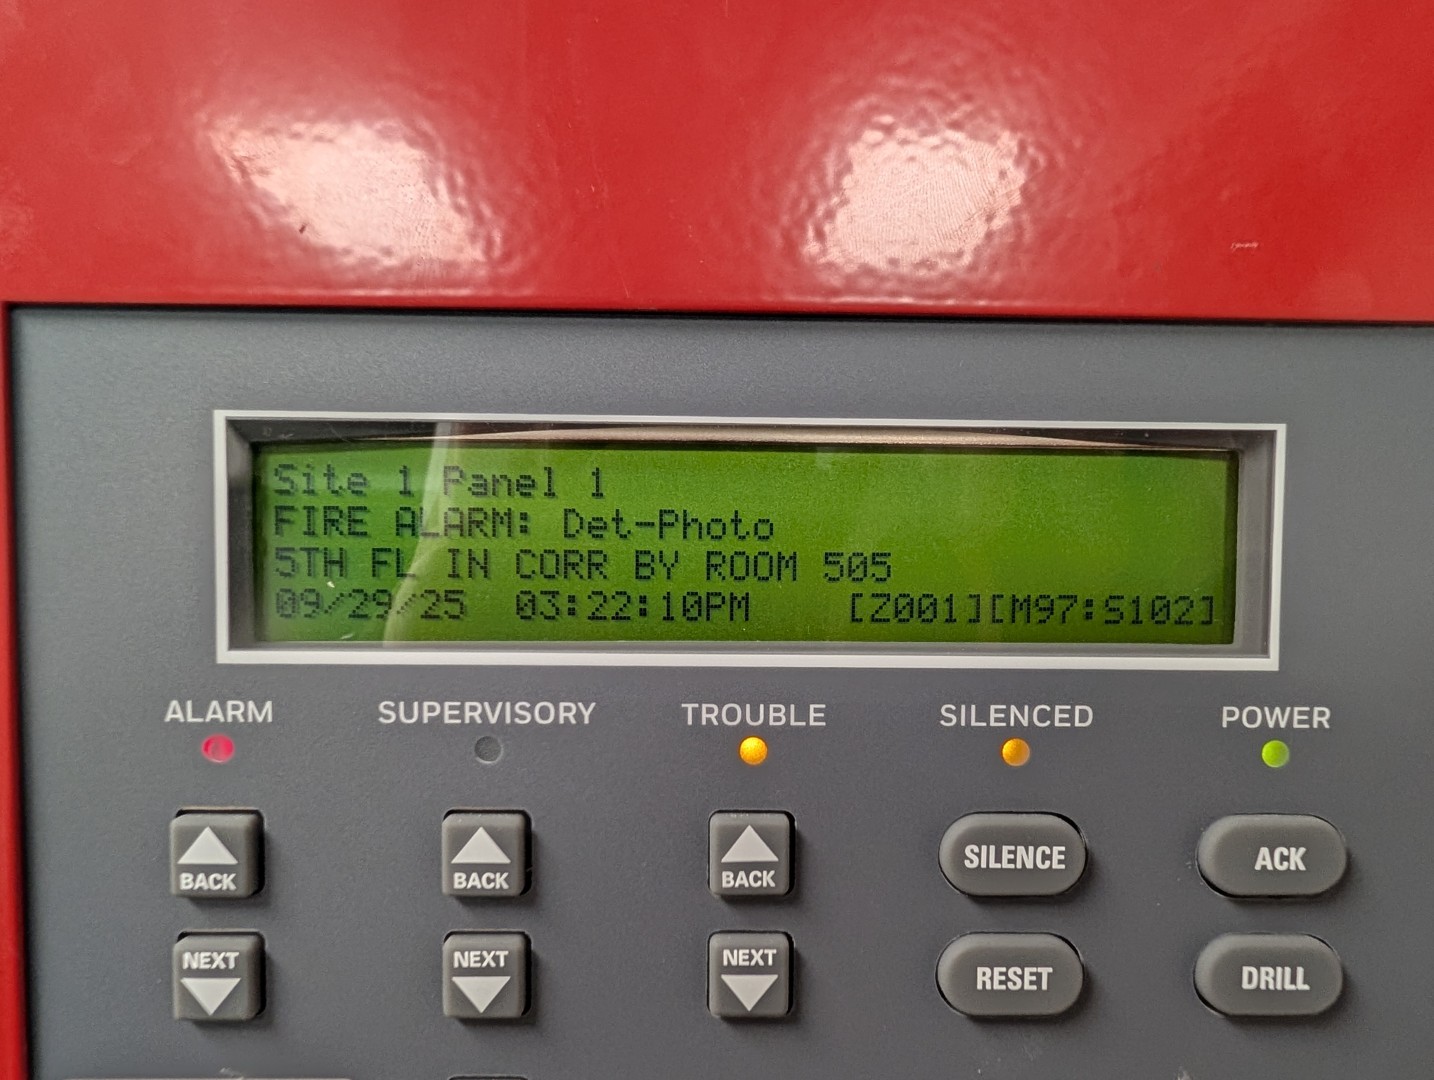 Site 1 Panel 1
FIRE ALARM: Det-Photo
5TH FL IN CORR BY ROOM 505
09/29/25 03:22:10PM [Z001][M97:S102]
ALARM SUPERVISORY TROUBLE SILENCED POWER
BACK BACK BACK SILENCE ACK
NEXT NEXT NEXT RESET DRILL